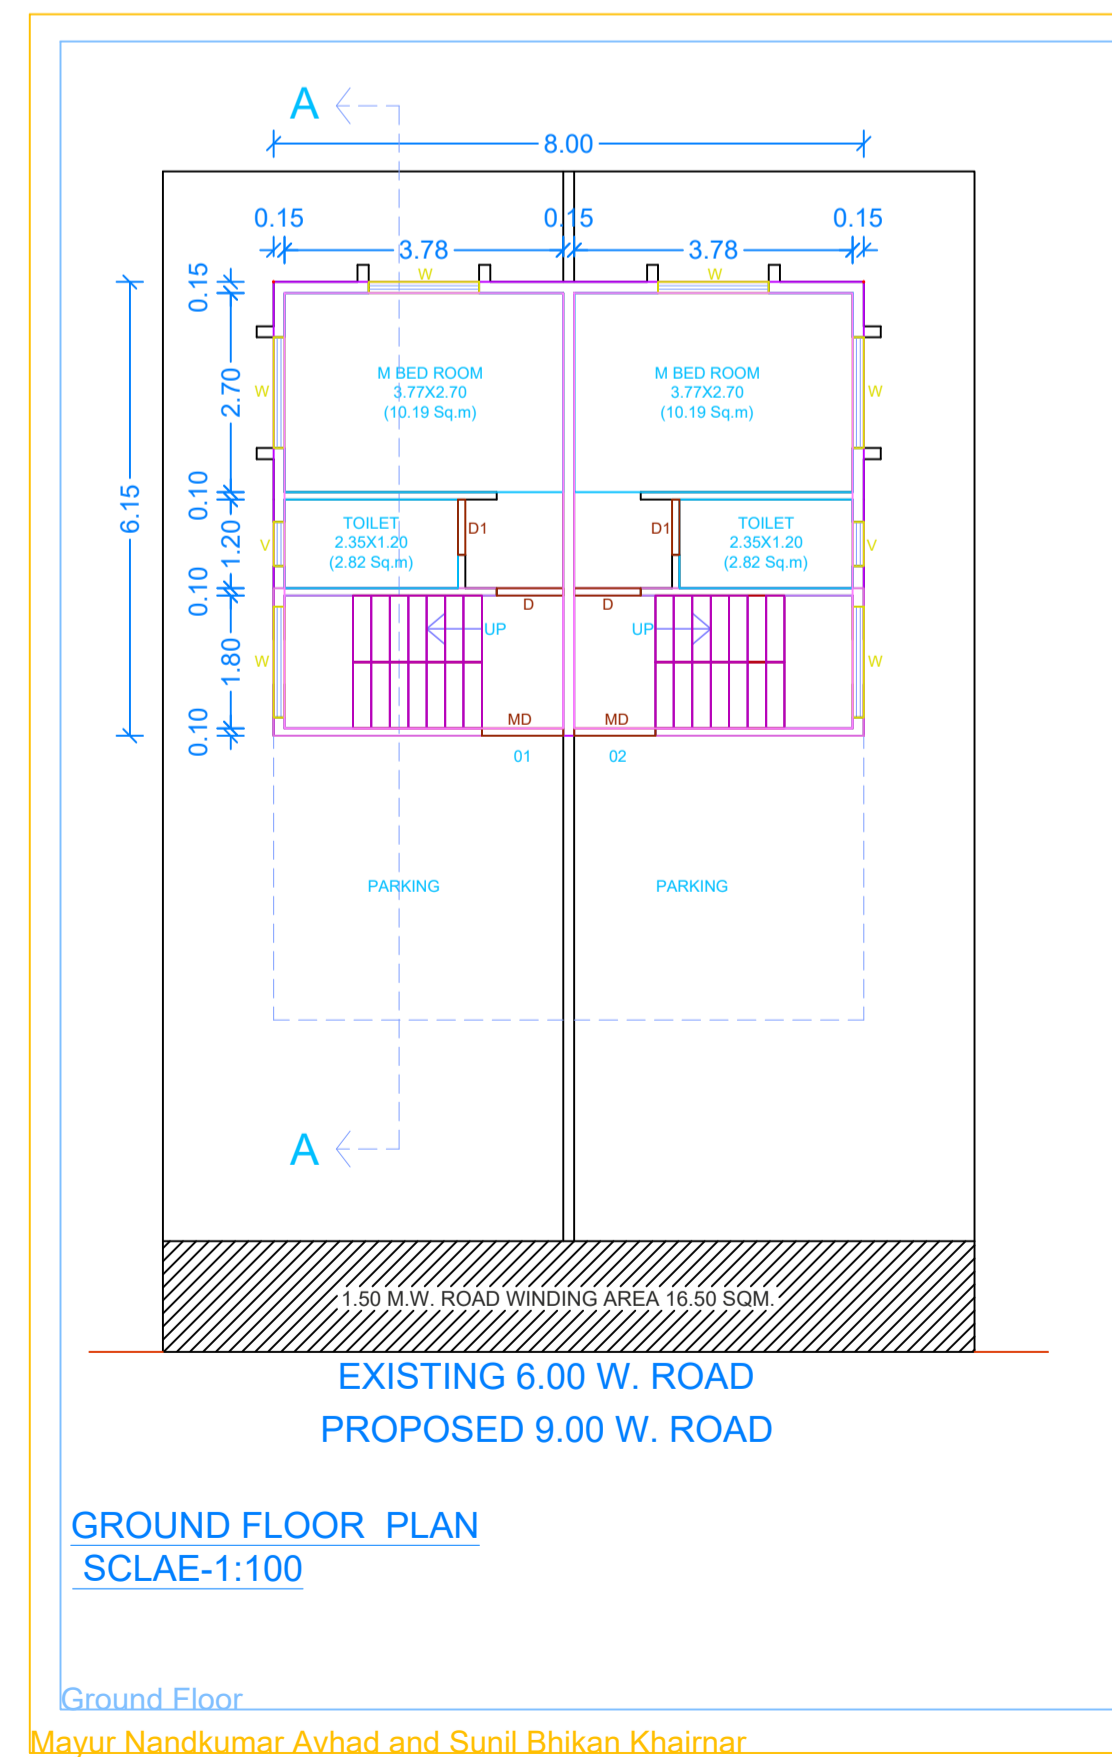 A
8.00
0.15 0.15 0.15
3.78 3.78
0.15
W W
2.70
M BED ROOM M BED ROOM
3.77X2.70 3.77X2.70
(10.19 Sq.m) (10.19 Sq.m)
W W
6.15
0.10
1.20
TOILET TOILET
2.35X1.20 2.35X1.20
(2.82 Sq.m) (2.82 Sq.m)
D1 D1
V V
0.10
D D
UP UP
1.80
W W
0.10
MD MD
01 02
PARKING PARKING
A
1.50 M.W. ROAD WINDING AREA 16.50 SQM.
EXISTING 6.00 W. ROAD
PROPOSED 9.00 W. ROAD
GROUND FLOOR PLAN
SCLAE-1:100
Ground Floor
Mayur Nandkumar Avhad and Sunil Bhikan Khairnar